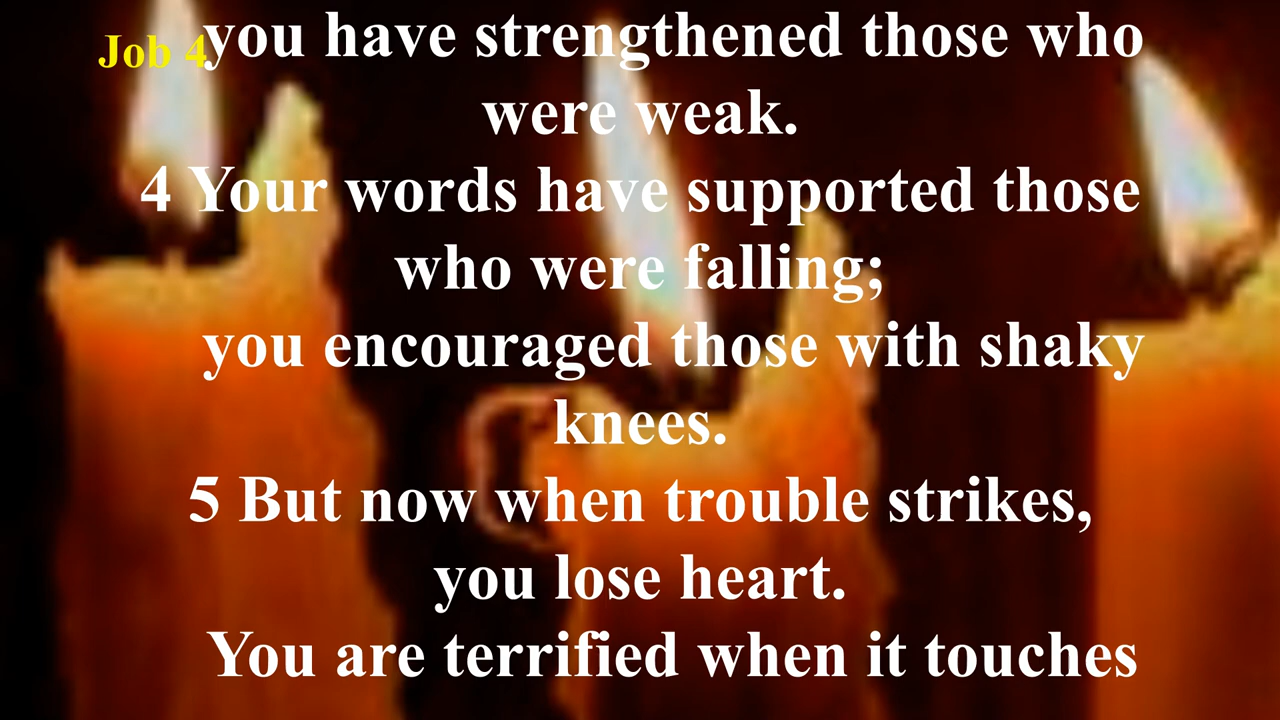 Job 4
you have strengthened those who
were weak.
4 Your words have supported those
who were falling;
you encouraged those with shaky
knees.
5 But now when trouble strikes,
you lose heart.
You are terrified when it touches